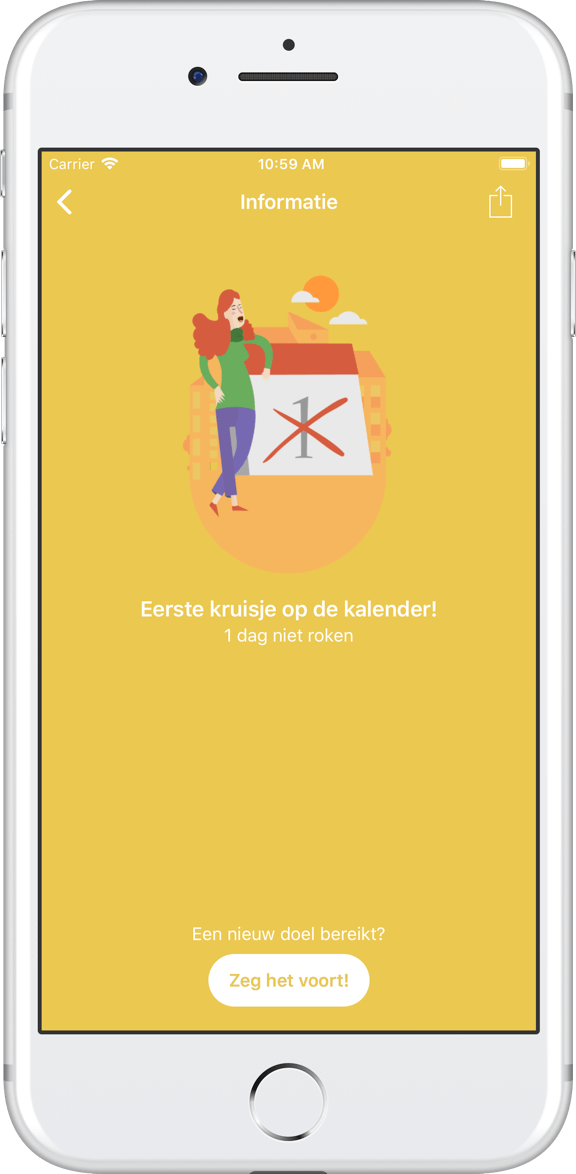 Carrier 10:59 AM
Informatie
1
Eerste kruisje op de kalender!
1 dag niet roken
Een nieuw doel bereikt?
Zeg het voort!